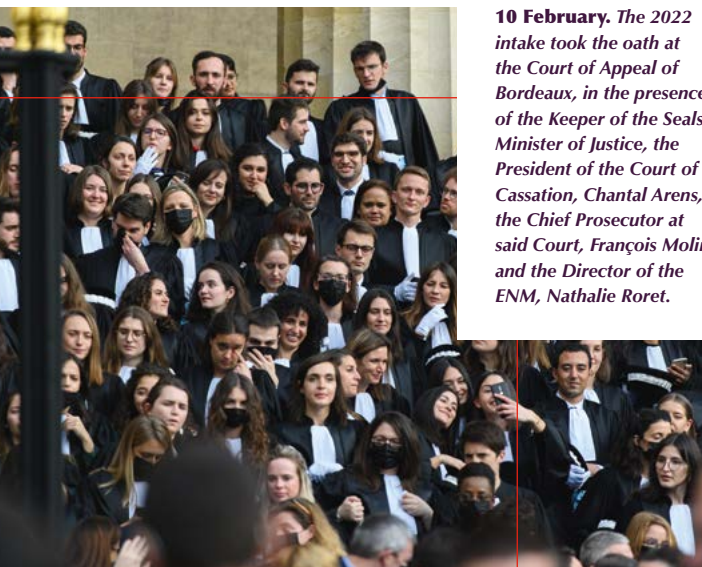 10 February. The 2022
intake took the oath at
the Court of Appeal of
Bordeaux, in the presence
of the Keeper of the Seals
Minister of Justice, the
President of the Court of
Cassation, Chantal Arens,
the Chief Prosecutor at
said Court, François
and the Director of the
ENM, Nathalie Roret.